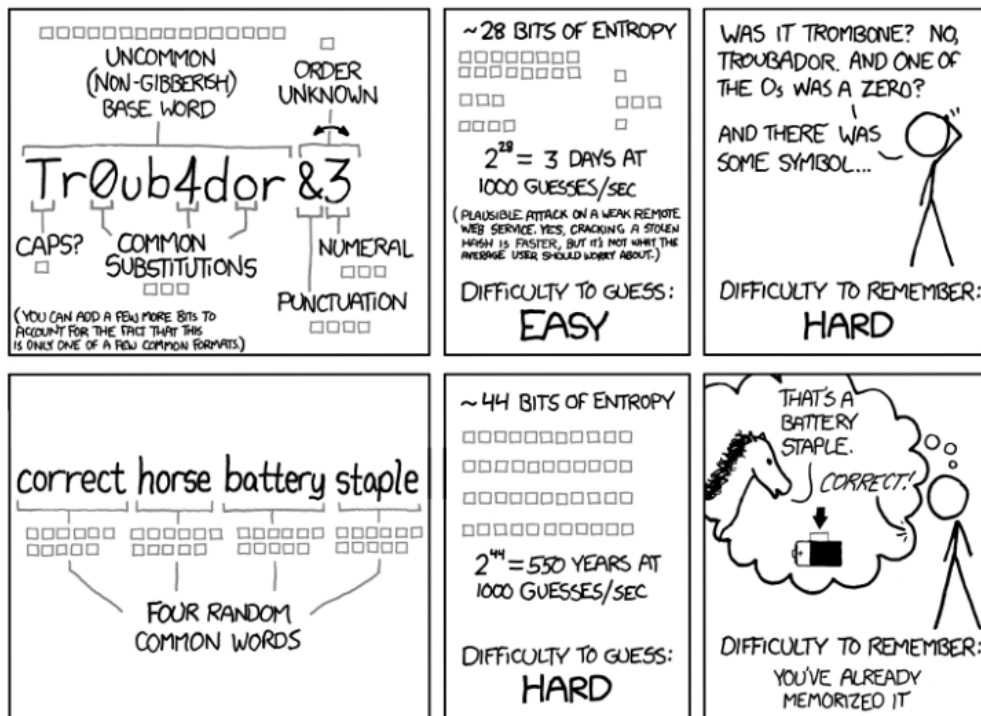 UNCOMMON
(NON-GIBBERISH)
BASE WORD
ORDER
UNKNOWN
Tr0ub4dor &3
CAPS?
COMMON
SUBSTITUTIONS
NUMERAL
PUNCTUATION
(YOU CAN ADD A FEW MORE BITS TO
ACCOUNT FOR THE FACT THAT THIS
IS ONLY ONE OF A FEW COMMON FORMATS.)
~28 BITS OF ENTROPY
2^28 = 3 DAYS AT
1000 GUESSES/SEC
(PLAUSIBLE ATTACK ON A WEAK REMOTE
WEB SERVICE. YES, CRACKING A STOLEN
HASH IS FASTER, BUT IT'S NOT WHAT THE
AVERAGE USER SHOULD WORRY ABOUT.)
DIFFICULTY TO GUESS:
EASY
WAS IT TROMBONE? NO,
TROUBADOR. AND ONE OF
THE Os WAS A ZERO?
AND THERE WAS
SOME SYMBOL...
DIFFICULTY TO REMEMBER:
HARD
correct horse battery staple
FOUR RANDOM
COMMON WORDS
~44 BITS OF ENTROPY
2^44 = 550 YEARS AT
1000 GUESSES/SEC
DIFFICULTY TO GUESS:
HARD
THAT'S A
BATTERY
STAPLE.
CORRECT!
DIFFICULTY TO REMEMBER:
YOU'VE ALREADY
MEMORIZED IT